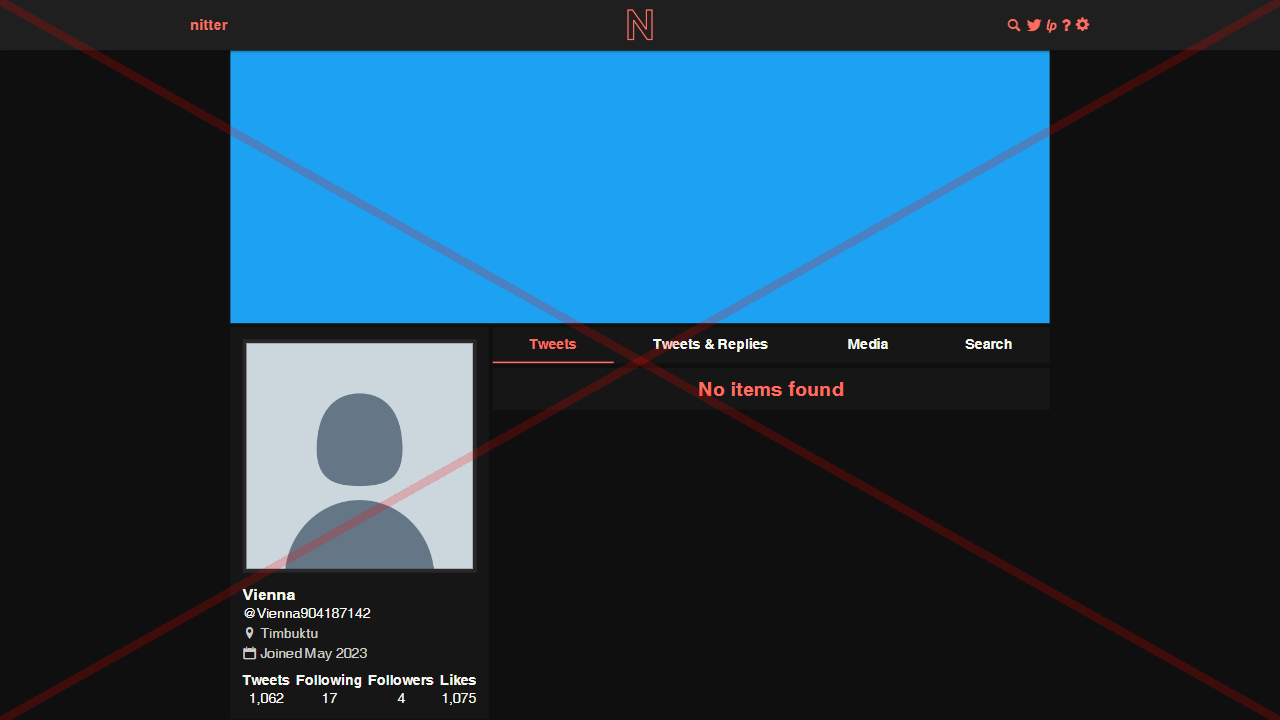 nitter
N
lp ?
Tweets
Tweets & Replies
Media
Search
No items found
Vienna
@Vienna904187142
Timbuktu
Joined May 2023
Tweets Following Followers Likes
1,062 17 4 1,075